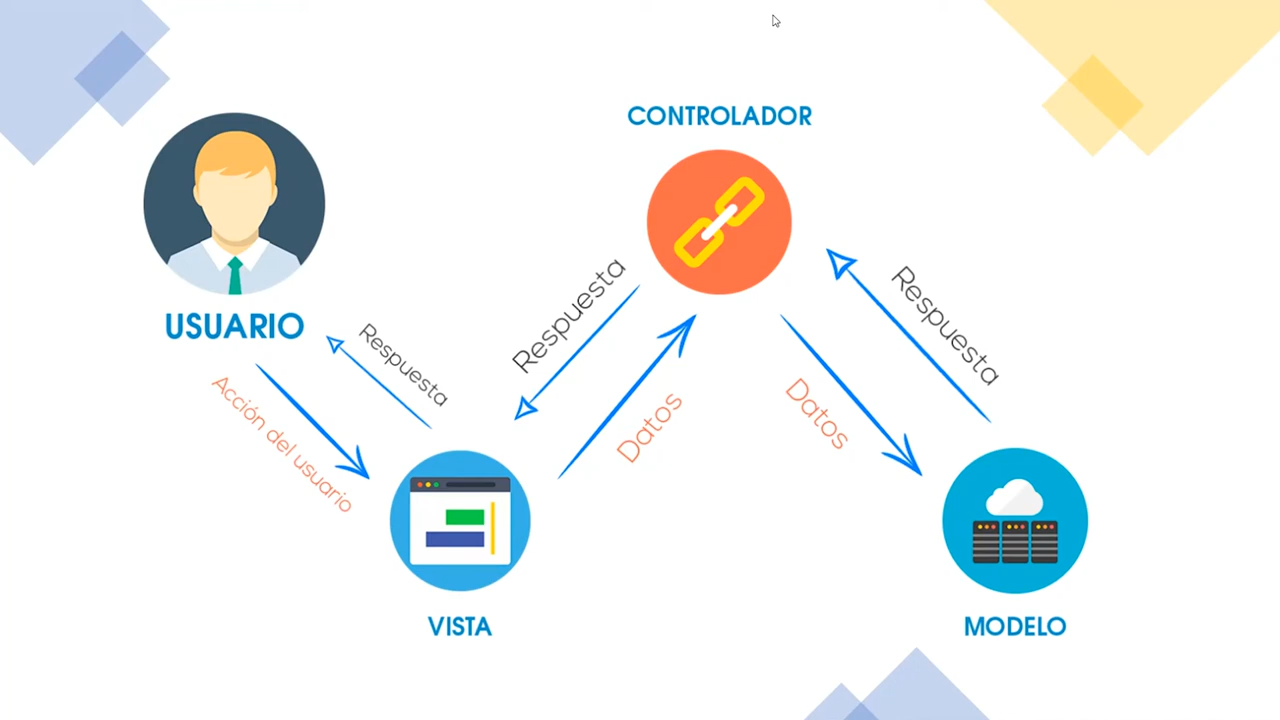 CONTROLADOR
USUARIO
Respuesta
Acción del usuario
Respuesta
Datos
Datos
Respuesta
VISTA
MODELO